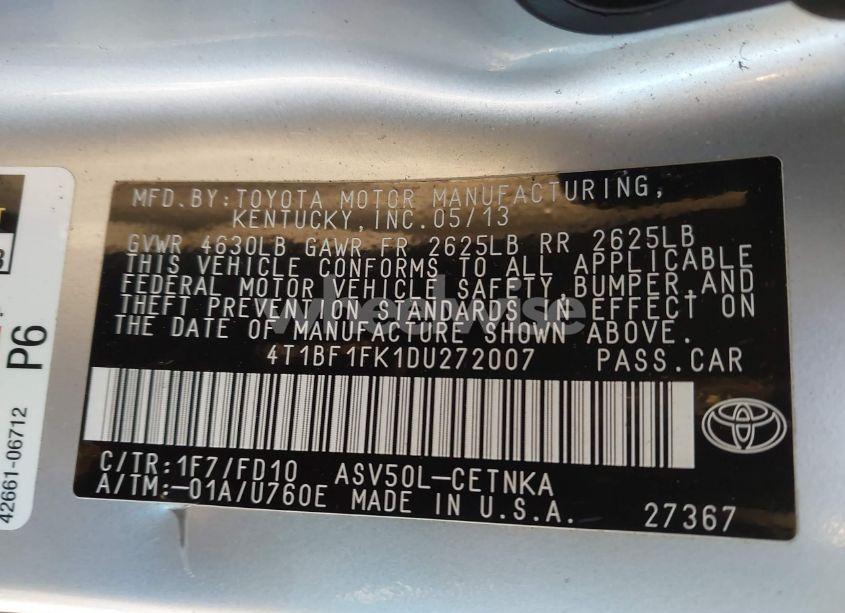 MFD.BY:TOYOTA MOTOR MANUFACTURING,
KENTUCKY,INC.05/13
GVWR 4630LB GAWR FR 2625LB RR 2625LB
THIS VEHICLE CONFORMS TO ALL APPLICABLE
FEDERAL MOTOR VEHICLE SAFETY,BUMPER,AND
THEFT PREVENTION STANDARDS IN EFFECT ON
THE DATE OF MANUFACTURE SHOWN ABOVE.
4T1BF1FK1DU272007 PASS.CAR
C/TR:1F7/FD10 ASV50L-CETNKA
A/TM:-01A/U760E MADE IN U.S.A. 27367
P6
42661-06712
wheelwise